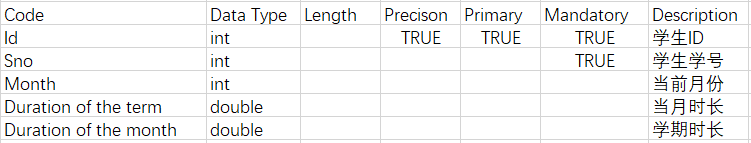 Code Data Type Length Precison Primary Mandatory Description
Id int TRUE TRUE TRUE 学生ID
Sno int TRUE 学生学号
Month int 当前月份
Duration of the term double 当月时长
Duration of the month double 学期时长